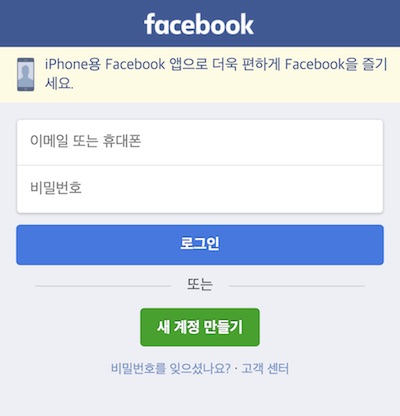 facebook
iPhone용 Facebook 앱으로 더욱 편하게 Facebook을 즐기
세요.
이메일 또는 휴대폰
비밀번호
로그인
또는
새 계정 만들기
비밀번호를 잊으셨나요? · 고객 센터